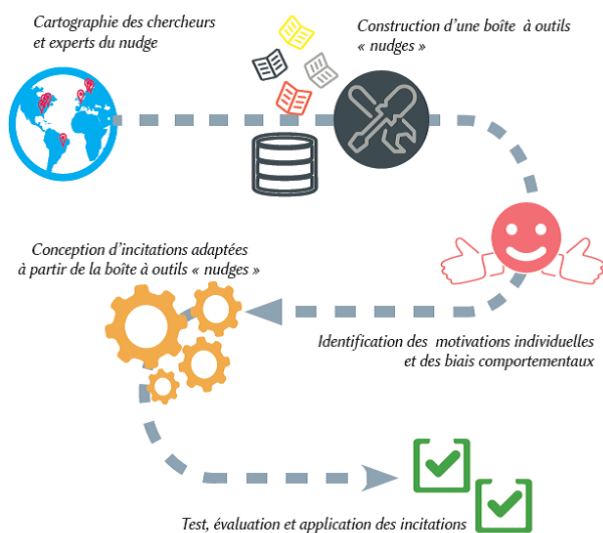 Cartographie des chercheurs
et experts du nudge
Construction d'une boîte à outils
« nudges »
Conception d'incitations adaptées
à partir de la boîte à outils « nudges »
Identification des motivations individuelles
et des biais comportementaux
Test, évaluation et application des incitations